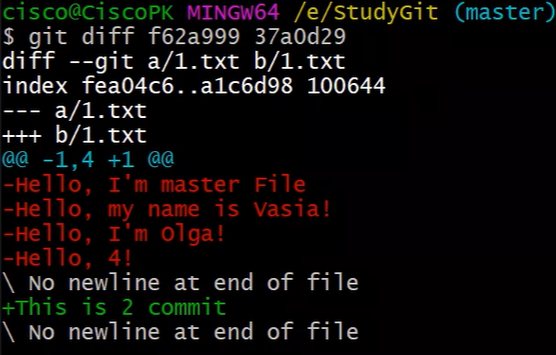 cisco@CiscoPK MINGW64 /e/StudyGit (master)
$ git diff f62a999 37a0d29
diff --git a/1.txt b/1.txt
index fea04c6..a1c6d98 100644
--- a/1.txt
+++ b/1.txt
@@ -1,4 +1 @@
-Hello, I'm master File
-Hello, my name is Vasia!
-Hello, I'm Olga!
-Hello, 4!
\ No newline at end of file
+This is 2 commit
\ No newline at end of file